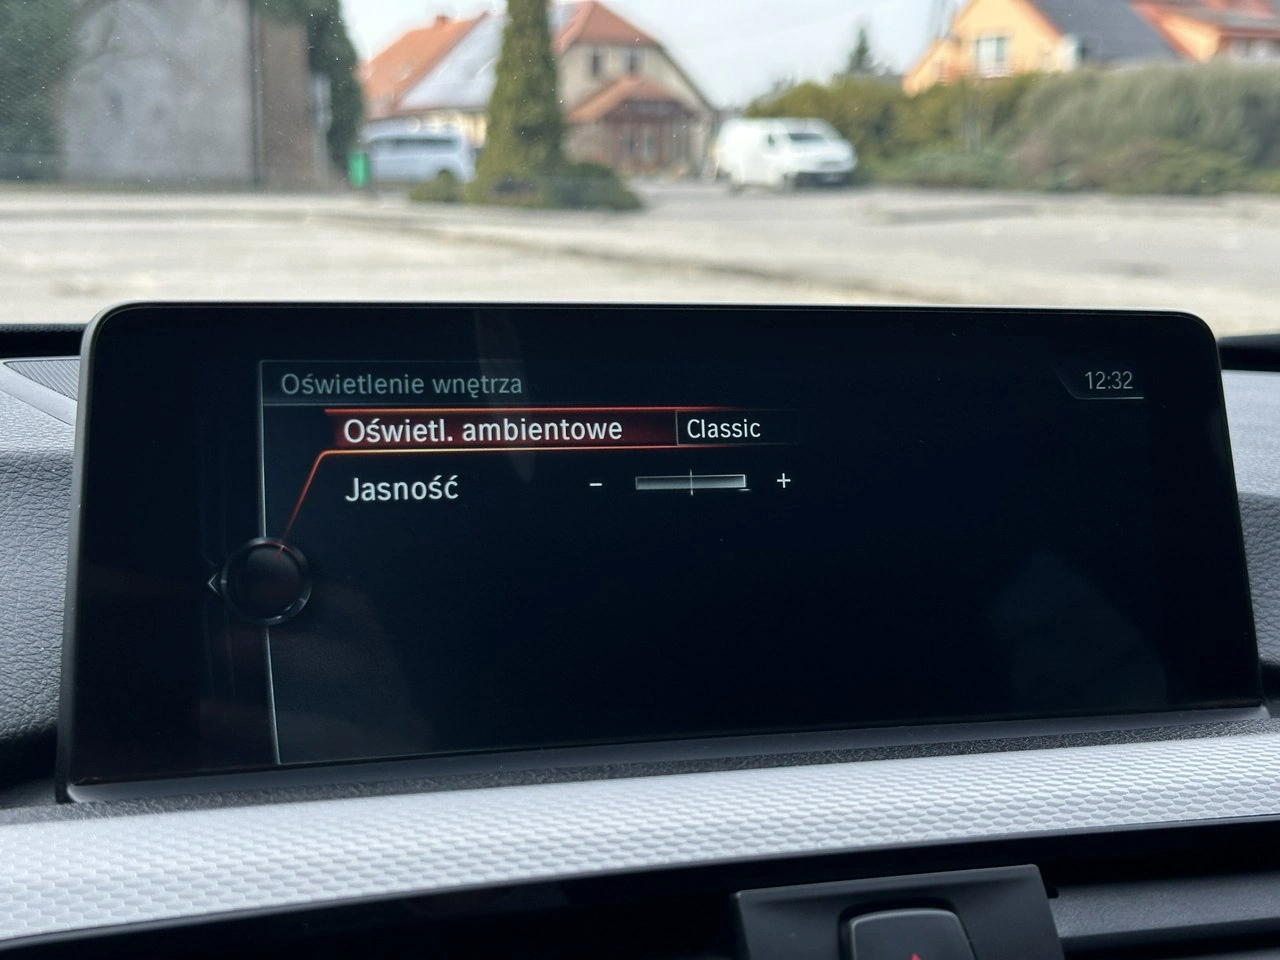 Oświetlenie wnętrza 12:32
Oświetl. ambientowe Classic
Jasność - +